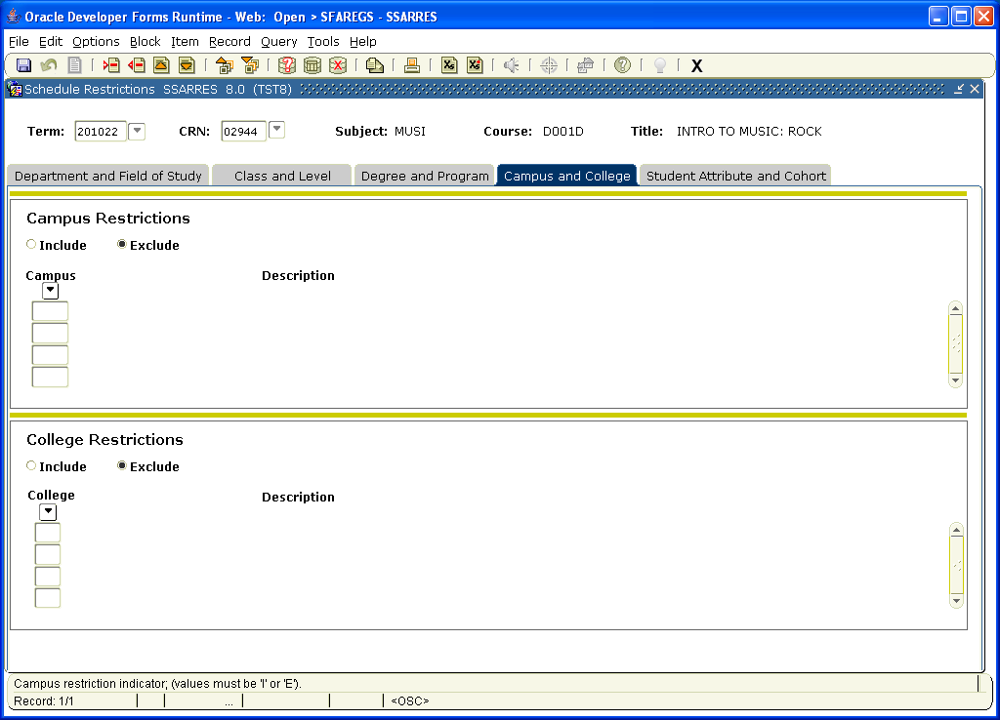 Oracle Developer Forms Runtime - Web: Open > SFAREGS - SSARRES
File Edit Options Block Item Record Query Tools Help
Schedule Restrictions SSARRES 8.0 (TST8)
Term: 201022 CRN: 02944 Subject: MUSI Course: D001D Title: INTRO TO MUSIC: ROCK
Department and Field of Study Class and Level Degree and Program Campus and College Student Attribute and Cohort
Campus Restrictions
Include Exclude
Campus Description
College Restrictions
Include Exclude
College Description
Campus restriction indicator; (values must be 'I' or 'E').
Record: 1/1 ... <OSC>